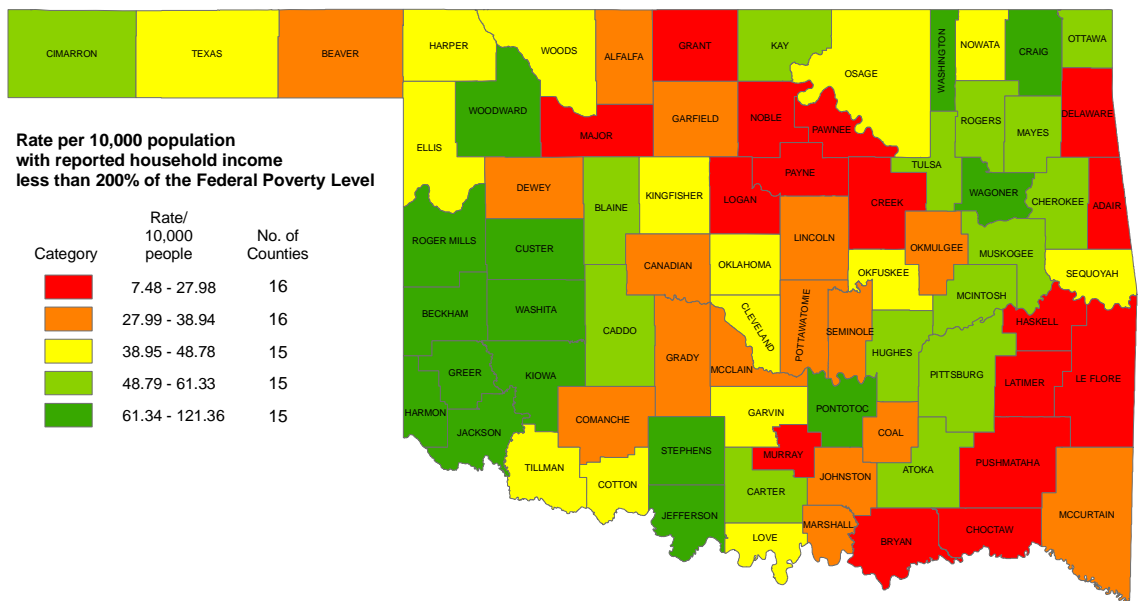 CIMARRON
TEXAS
BEAVER
HARPER
WOODS
ALFALFA
GRANT
KAY
OSAGE
WASHINGTON
NOWATA
CRAIG
OTTAWA
WOODWARD
ELLIS
MAJOR
GARFIELD
NOBLE
PAWNEE
ROGERS
MAYES
DELAWARE
Rate per 10,000 population
with reported household income
less than 200% of the Federal Poverty Level
DEWEY
BLAINE
KINGFISHER
LOGAN
PAYNE
CREEK
TULSA
WAGONER
CHEROKEE
ADAIR
ROGER MILLS
CUSTER
CANADIAN
OKLAHOMA
LINCOLN
OKMULGEE
OKFUSKEE
MUSKOGEE
SEQUOYAH
MCINTOSH
BECKHAM
WASHITA
CADDO
GRADY
CLEVELAND
MCCLAIN
POTTAWATOMIE
SEMINOLE
HUGHES
PITTSBURG
HASKELL
LATIMER
LE FLORE
GREER
KIOWA
HARMON
JACKSON
COMANCHE
GARVIN
PONTOTOC
COAL
STEPHENS
MURRAY
TILLMAN
COTTON
CARTER
JOHNSTON
ATOKA
PUSHMATAHA
JEFFERSON
LOVE
MARSHALL
BRYAN
CHOCTAW
MCCURTAIN
Rate/
10,000
people
No. of
Counties
Category
7.48 - 27.98 16
27.99 - 38.94 16
38.95 - 48.78 15
48.79 - 61.33 15
61.34 - 121.36 15